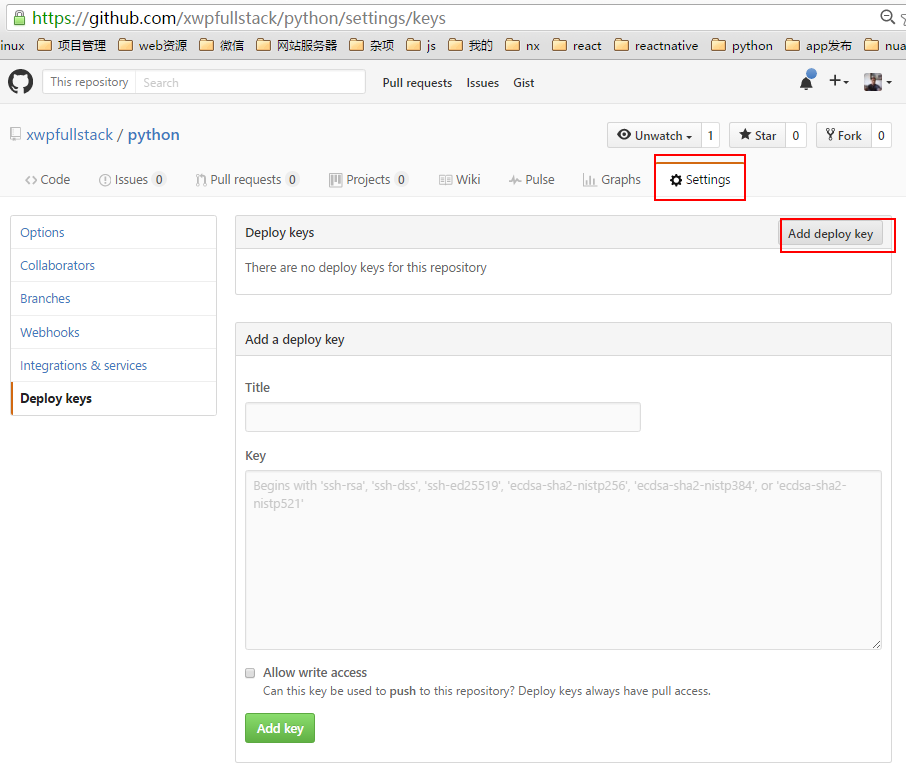 https://github.com/xwpfullstack/python/settings/keys
inux 项目管理 web资源 微信 网站服务器 杂项 js 我的 nx react reactnative python app发布 nua
This repository Search Pull requests Issues Gist
xwpfullstack / python Unwatch 1 Star 0 Fork 0
Code Issues 0 Pull requests 0 Projects 0 Wiki Pulse Graphs Settings
Options
Collaborators
Branches
Webhooks
Integrations & services
Deploy keys
Deploy keys Add deploy key
There are no deploy keys for this repository
Add a deploy key
Title
Key
Begins with 'ssh-rsa', 'ssh-dss', 'ssh-ed25519', 'ecdsa-sha2-nistp256', 'ecdsa-sha2-nistp384', or 'ecdsa-sha2-
nistp521'
Allow write access
Can this key be used to push to this repository? Deploy keys always have pull access.
Add key